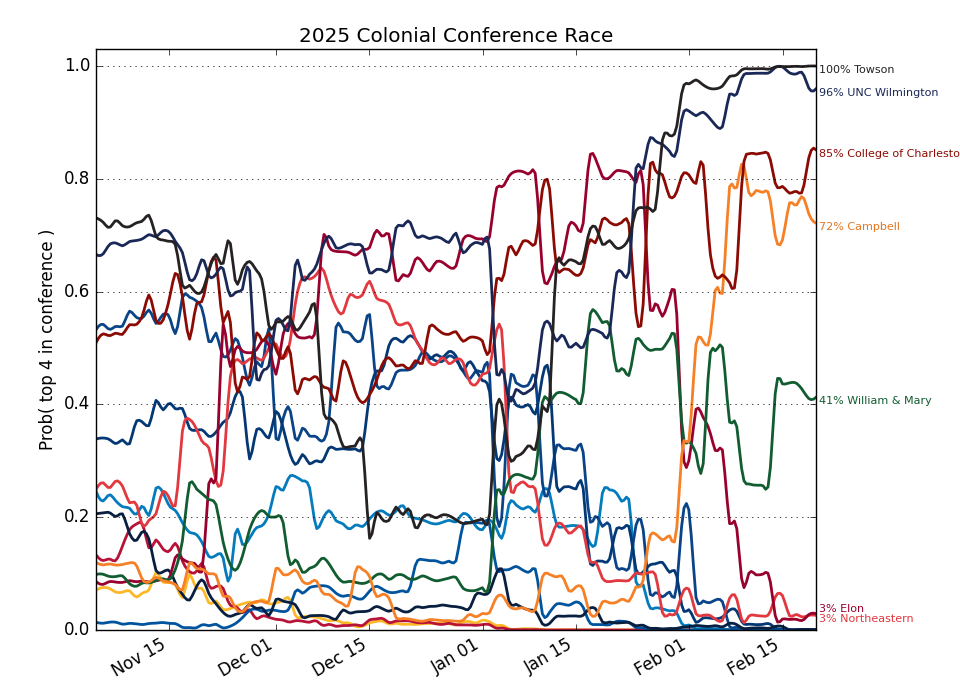 2025 Colonial Conference Race
Prob( top 4 in conference )
1.0
0.8
0.6
0.4
0.2
0.0
Nov 15
Dec 01
Dec 15
Jan 01
Jan 15
Feb 01
Feb 15
100% Towson
96% UNC Wilmington
85% College of Charlesto
72% Campbell
41% William & Mary
3% Elon
3% Northeastern